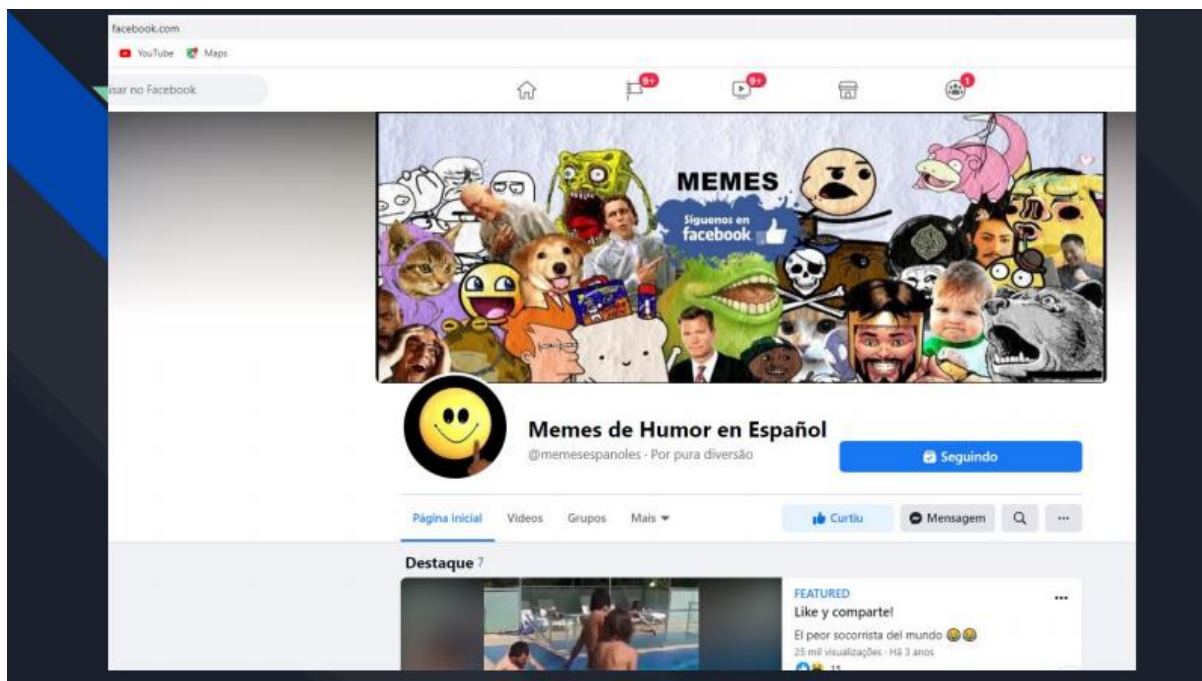 facebook.com
YouTube Maps
isar no Facebook
9+ 9+ 1
MEMES
Síguenos en
facebook
Memes de Humor en Español
@memesespanoles · Por pura diversão
Seguindo
Página inicial Vídeos Grupos Mais
Curtiu Mensagem
Destaque 7
FEATURED
Like y comparte!
El peor socorrista del mundo 😂😂
25 mil visualizações · Há 3 anos
15